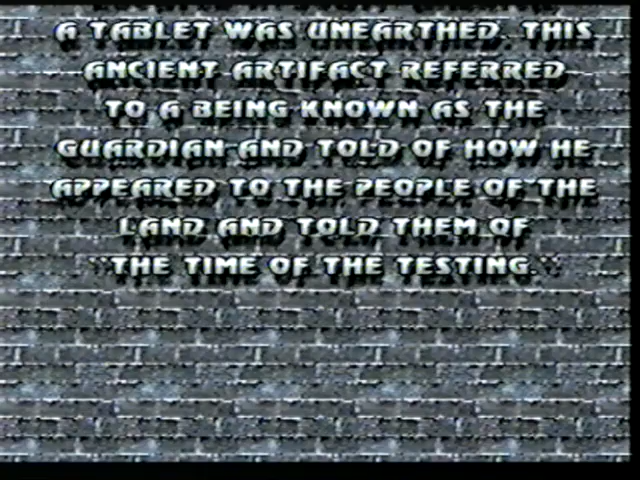 A TABLET WAS UNEARTHED. THIS
ANCIENT ARTIFACT REFERRED
TO A BEING KNOWN AS THE
GUARDIAN AND TOLD OF HOW HE
APPEARED TO THE PEOPLE OF THE
LAND AND TOLD THEM OF
"THE TIME OF THE TESTING."